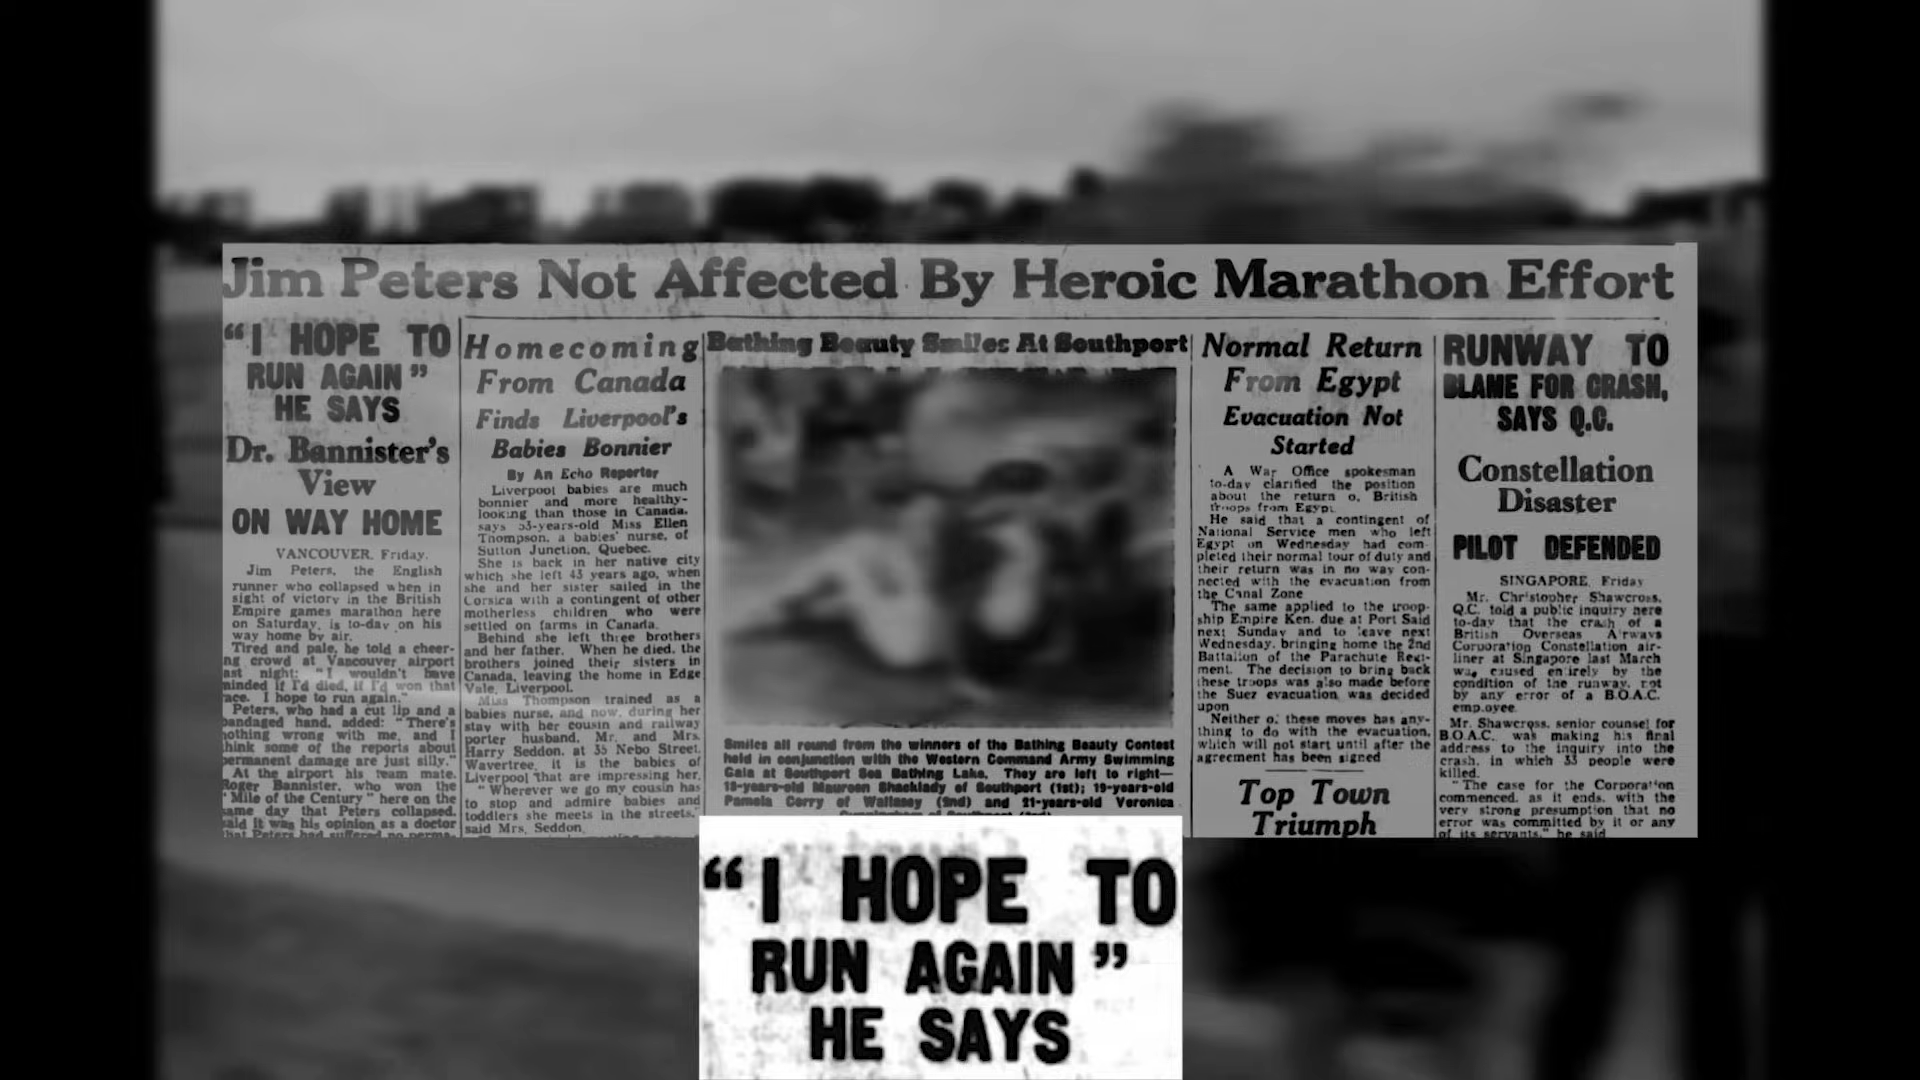 Jim Peters Not Affected By Heroic Marathon Effort
“I HOPE TO
RUN AGAIN”
HE SAYS
Dr. Bannister's
View
ON WAY HOME
VANCOUVER, Friday.
Jim Peters, the English
runner who collapsed when in
sight of victory in the British
Empire games marathon here
on Saturday, is to-day on his
way home by air.
Tired and pale, he told a cheer-
ng crowd at Vancouver airport
ast night: “I wouldn't have
minded if I'd died, if I'd won that
race. I hope to run again.”
Peters, who had a cut lip and a
bandaged hand, added: “There's
nothing wrong with me, and I
hink some of the reports about
permanent damage are just silly.”
At the airport his team mate,
Roger Bannister, who won the
“Mile of the Century” here on the
same day that Peters collapsed,
said it was his opinion as a doctor
that Peters had suffered no perma-
Homecoming
From Canada
Finds Liverpool's
Babies Bonnier
By An Echo Reporter
Liverpool babies are much
bonnier and more healthy-
looking than those in Canada,
says 53-years-old Miss Ellen
Thompson, a babies' nurse, of
Sutton Junction, Quebec.
She is back in her native city
which she left 43 years ago, when
she and her sister sailed in the
Corsica with a contingent of other
motherless children who were
settled on farms in Canada.
Behind she left three brothers
and her father. When he died, the
brothers joined their sisters in
Canada, leaving the home in Edge
Vale, Liverpool.
Miss Thompson trained as a
babies nurse, and now, during her
stay with her cousin and railway
porter husband, Mr. and Mrs.
Harry Seddon, at 35 Nebo Street,
Wavertree, it is the babies of
Liverpool that are impressing her.
“Wherever we go my cousin has
to stop and admire babies and
toddlers she meets in the streets,”
said Mrs. Seddon.
Bathing Beauty Smiles At Southport
Smiles all round from the winners of the Bathing Beauty Contest
held in conjunction with the Western Command Army Swimming
Gala at Southport Sea Bathing Lake. They are left to right—
18-years-old Maureen Shacklady of Southport (1st); 19-years-old
Pamela Corry of Wallasey (2nd) and 21-years-old Veronica
Normal Return
From Egypt
Evacuation Not
Started
A War Office spokesman
to-day clarified the position
about the return o. British
troops from Egypt.
He said that a contingent of
National Service men who left
Egypt on Wednesday had com-
pleted their normal tour of duty and
their return was in no way con-
nected with the evacuation from
the Canal Zone
The same applied to the troop-
ship Empire Ken, due at Port Said
next Sunday and to leave next
Wednesday, bringing home the 2nd
Battalion of the Parachute Regi-
ment. The decision to bring back
these troops was also made before
the Suez evacuation was decided
upon
Neither o. these moves has any-
thing to do with the evacuation,
which will not start until after the
agreement has been signed
Top Town
Triumph
RUNWAY TO
BLAME FOR CRASH,
SAYS Q.C.
Constellation
Disaster
PILOT DEFENDED
SINGAPORE, Friday
Mr. Christopher Shawcross,
Q.C. told a public inquiry here
to-day that the crash of a
British Overseas Airways
Corporation Constellation air-
liner at Singapore last March
was caused entirely by the
condition of the runway, not
by any error of a B.O.A.C.
employee.
Mr. Shawcross, senior counsel for
B.O.A.C. was making his final
address to the inquiry into the
crash, in which 33 people were
killed.
“The case for the Corporation
commenced, as it ends, with the
very strong presumption that no
error was committed by it or any
of its servants,” he said
“I HOPE TO
RUN AGAIN”
HE SAYS